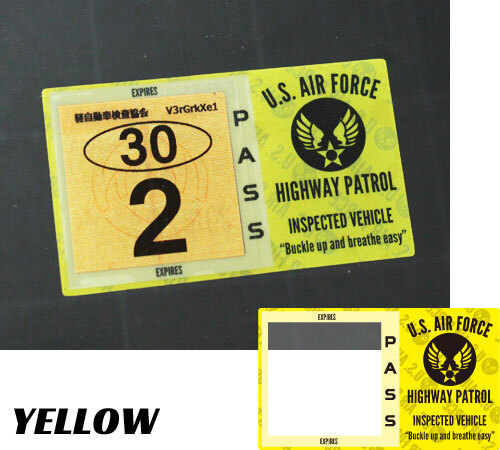 EXPIRES
軽自動車検査協会 V3rGrkXe1
30
2
EXPIRES
PASS
U.S. AIR FORCE
HIGHWAY PATROL
INSPECTED VEHICLE
"Buckle up and breathe easy"
EXPIRES
EXPIRES
PASS
U.S. AIR FORCE
HIGHWAY PATROL
INSPECTED VEHICLE
"Buckle up and breathe easy"
YELLOW